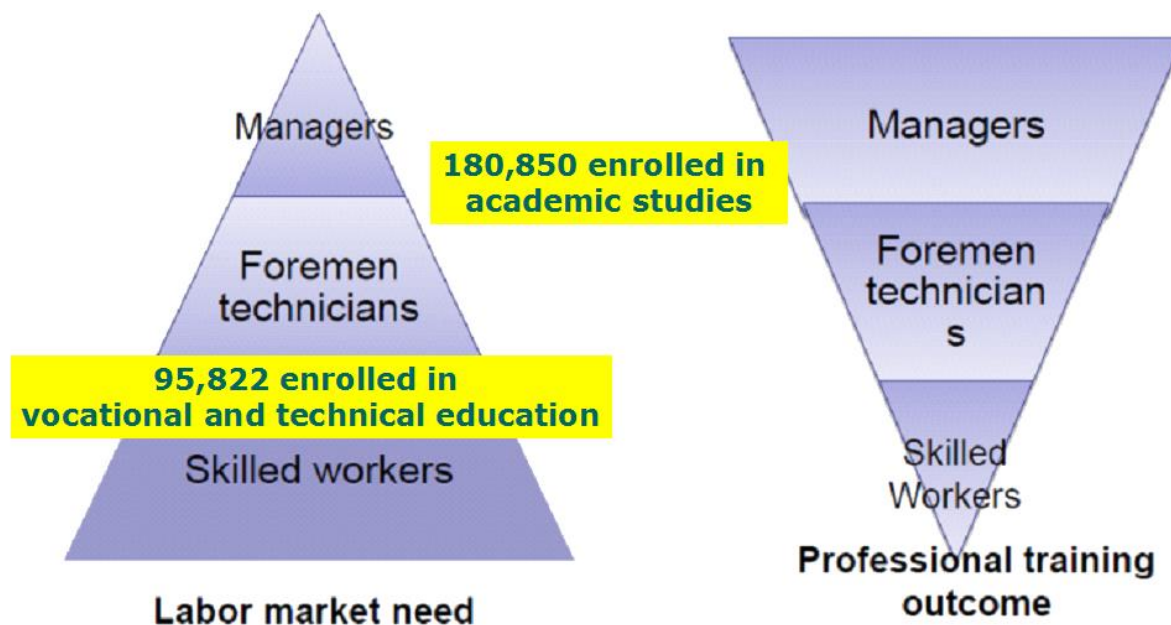 Managers
Foremen
technicians
95,822 enrolled in
vocational and technical education
Skilled workers
Labor market need
180,850 enrolled in
academic studies
Managers
Foremen
technician
s
Skilled
Workers
Professional training
outcome